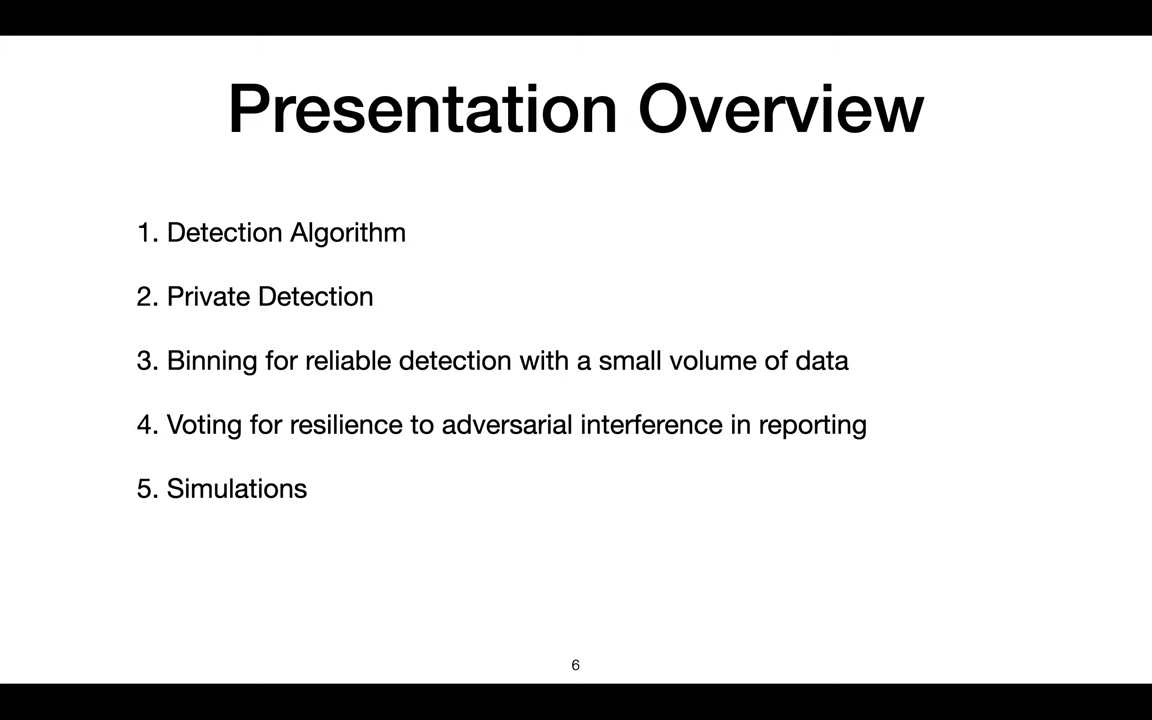 Presentation Overview
1. Detection Algorithm
2. Private Detection
3. Binning for reliable detection with a small volume of data
4. Voting for resilience to adversarial interference in reporting
5. Simulations
6